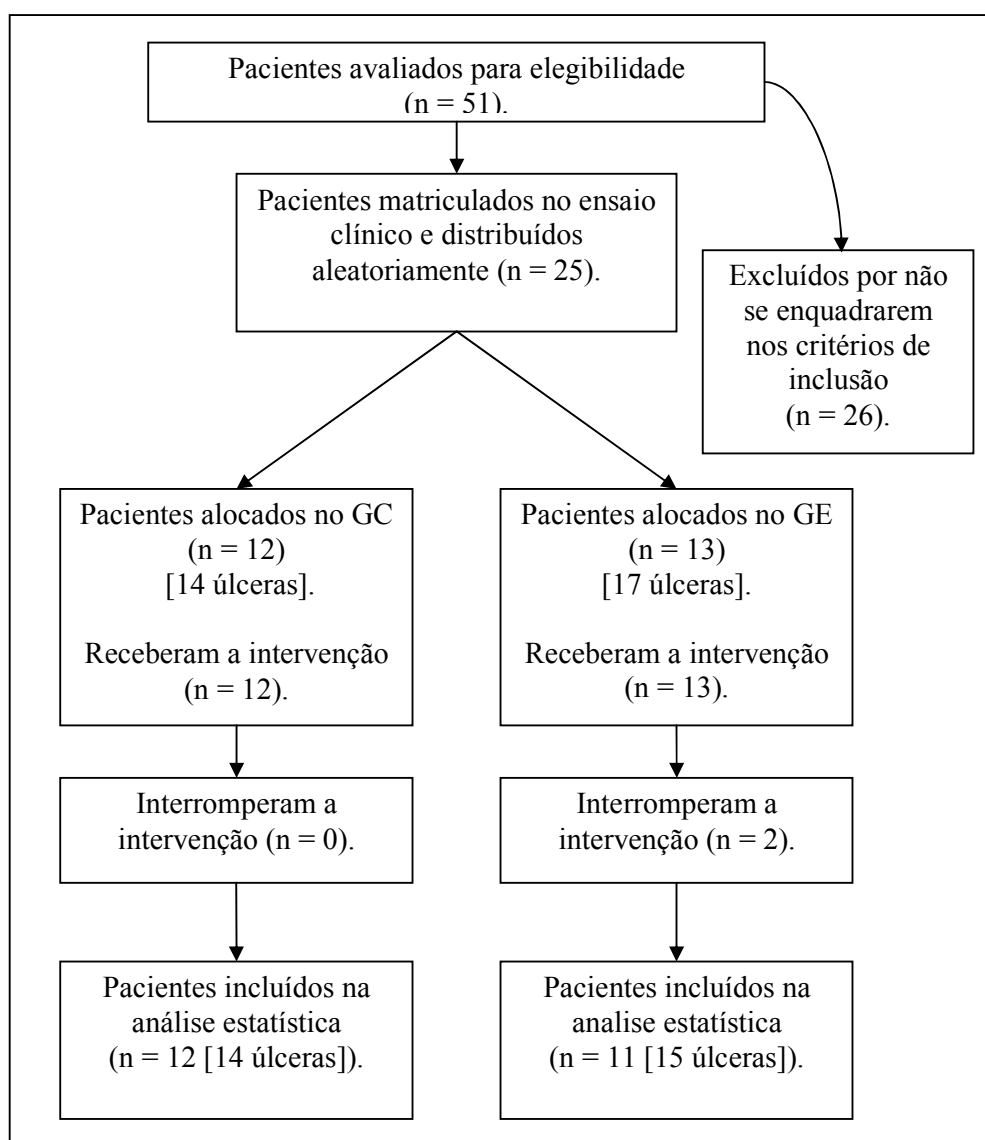 Pacientes avaliados para elegibilidade
(n = 51).
Pacientes matriculados no ensaio
clínico e distribuídos
aleatoriamente (n = 25).
Excluídos por não
se enquadrarem
nos critérios de
inclusão
(n = 26).
Pacientes alocados no GC
(n = 12)
[14 úlceras].
Receberam a intervenção
(n = 12).
Pacientes alocados no GE
(n = 13)
[17 úlceras].
Receberam a intervenção
(n = 13).
Interromperam a
intervenção (n = 0).
Interromperam a
intervenção (n = 2).
Pacientes incluídos na
análise estatística
(n = 12 [14 úlceras]).
Pacientes incluídos na
analise estatística
(n = 11 [15 úlceras]).